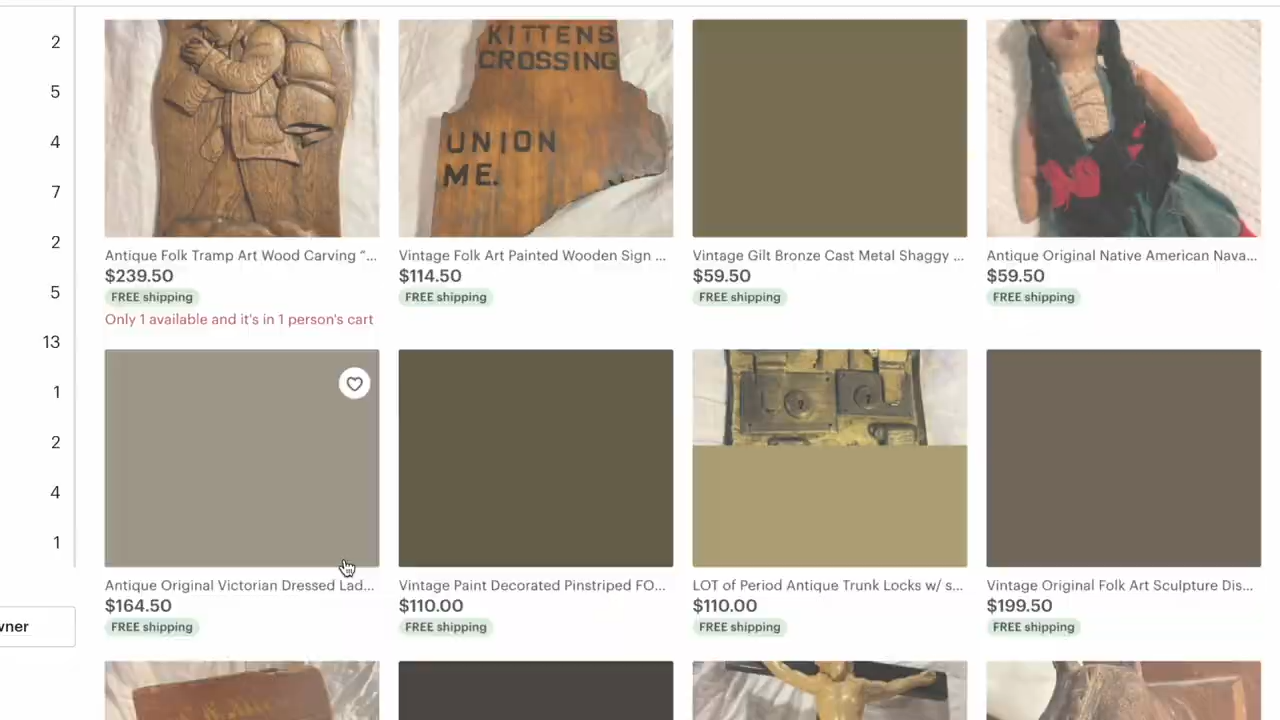 2
5
4
7
2
5
13
1
2
4
1
wner
KITTENS
CROSSING
UNION
ME.
Antique Folk Tramp Art Wood Carving “...
$239.50
FREE shipping
Only 1 available and it's in 1 person's cart
Vintage Folk Art Painted Wooden Sign ...
$114.50
FREE shipping
Vintage Gilt Bronze Cast Metal Shaggy ...
$59.50
FREE shipping
Antique Original Native American Nava...
$59.50
FREE shipping
Antique Original Victorian Dressed Lad...
$164.50
FREE shipping
Vintage Paint Decorated Pinstriped FO...
$110.00
FREE shipping
LOT of Period Antique Trunk Locks w/ s...
$110.00
FREE shipping
Vintage Original Folk Art Sculpture Dis...
$199.50
FREE shipping